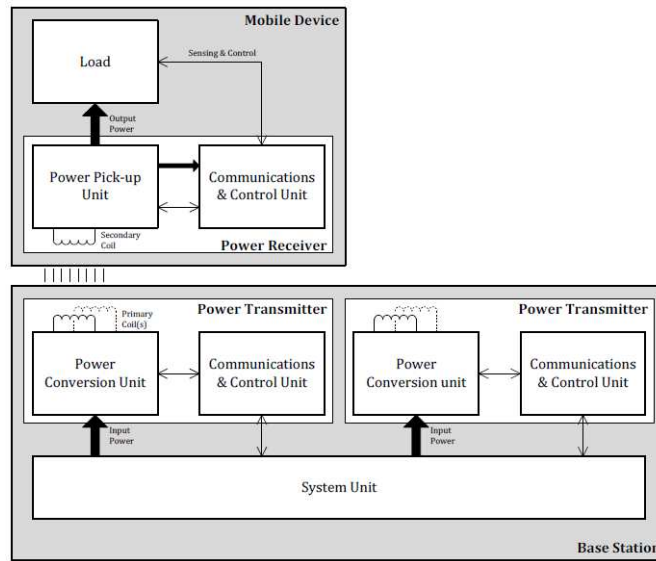 Mobile Device
Sensing & Control
Load
Output
Power
Power Pick-up
Unit
Communications
& Control Unit
Secondary
Coil
Power Receiver
Primary
Coil(s)
Power Transmitter
Power
Conversion Unit
Communications
& Control Unit
Input
Power
Power Transmitter
Power
Conversion unit
Communications
& Control Unit
Input
Power
System Unit
Base Station